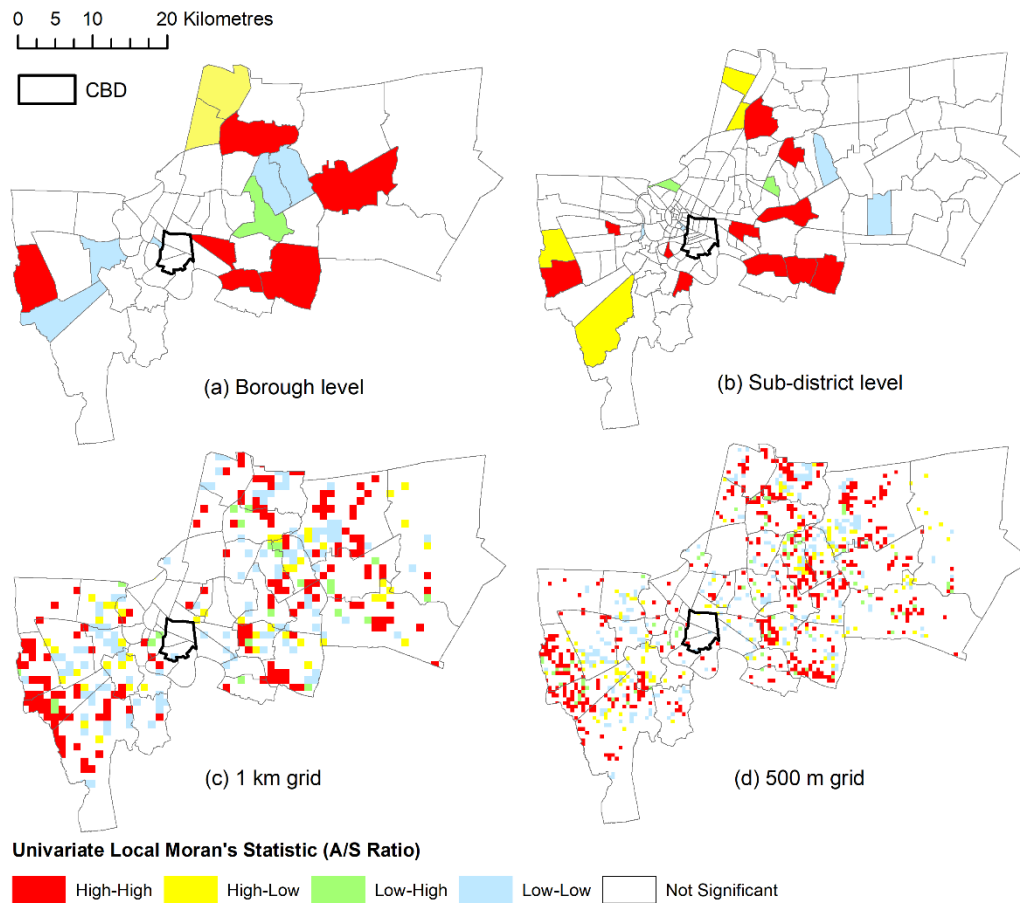 0 5 10 20 Kilometres
CBD
(a) Borough level
(b) Sub-district level
(c) 1 km grid
(d) 500 m grid
Univariate Local Moran's Statistic (A/S Ratio)
High-High High-Low Low-High Low-Low Not Significant